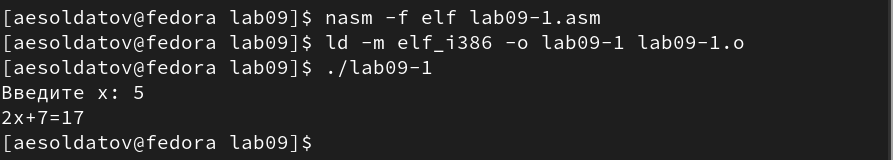 [aesoldatov@fedora lab09]$ nasm -f elf lab09-1.asm
[aesoldatov@fedora lab09]$ ld -m elf_i386 -o lab09-1 lab09-1.o
[aesoldatov@fedora lab09]$ ./lab09-1
Введите x: 5
2x+7=17
[aesoldatov@fedora lab09]$